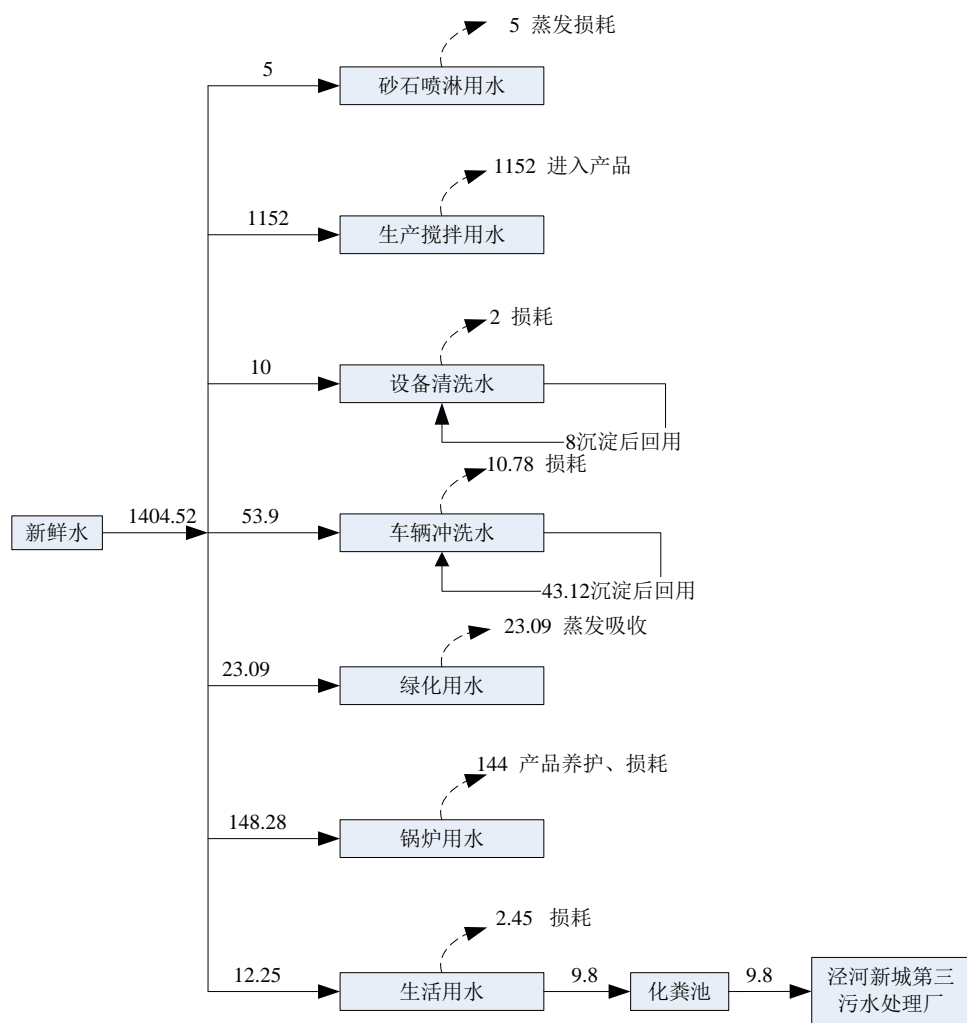 5 蒸发损耗
5
砂石喷淋用水
1152 进入产品
1152
生产搅拌用水
2 损耗
10
设备清洗水
8沉淀后回用
10.78 损耗
新鲜水
1404.52
53.9
车辆冲洗水
43.12沉淀后回用
23.09 蒸发吸收
23.09
绿化用水
144 产品养护、损耗
148.28
锅炉用水
2.45 损耗
12.25
生活用水
9.8
化粪池
9.8
泾河新城第三
污水处理厂